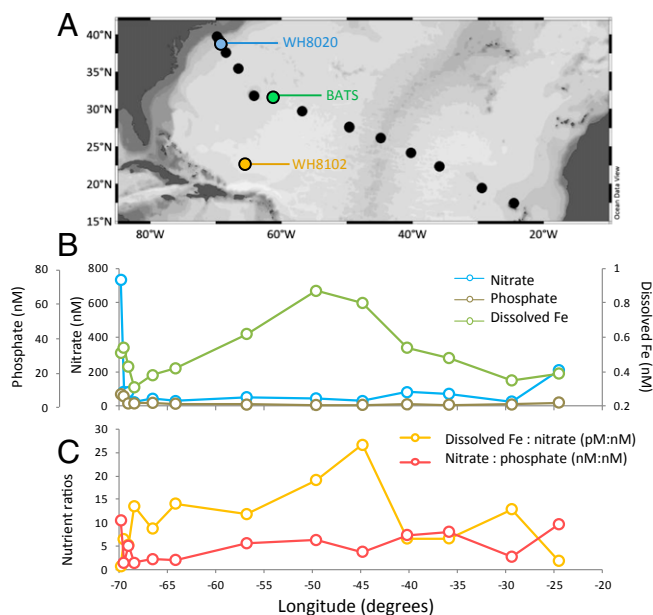 A
40°N
35°N
30°N
25°N
20°N
15°N
WH8020
BATS
WH8102
80°W
60°W
40°W
20°W
Ocean Data View
B
Phosphate (nM)
80
60
40
20
0
Nitrate (nM)
800
600
400
200
0
Nitrate
Phosphate
Dissolved Fe
1
0.8
0.6
0.4
0.2
Dissolved Fe (nM)
C
Nutrient ratios
30
25
20
15
10
5
0
Dissolved Fe : nitrate (pM:nM)
Nitrate : phosphate (nM:nM)
-70 -65 -60 -55 -50 -45 -40 -35 -30 -25 -20
Longitude (degrees)